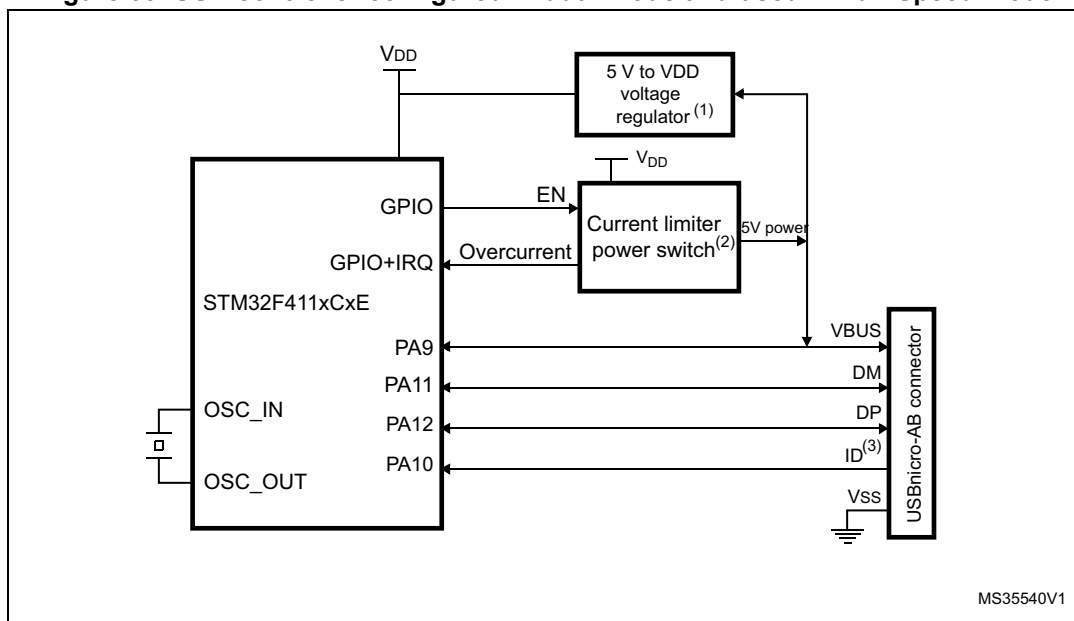 VDD
5 V to VDD
voltage
regulator (1)
VDD
GPIO
EN
Current limiter
power switch(2)
5V power
GPIO+IRQ
Overcurrent
STM32F411xCxE
PA9
VBUS
PA11
DM
OSC_IN
PA12
DP
PA10
ID(3)
OSC_OUT
VSS
USBnicro-AB connector
MS35540V1